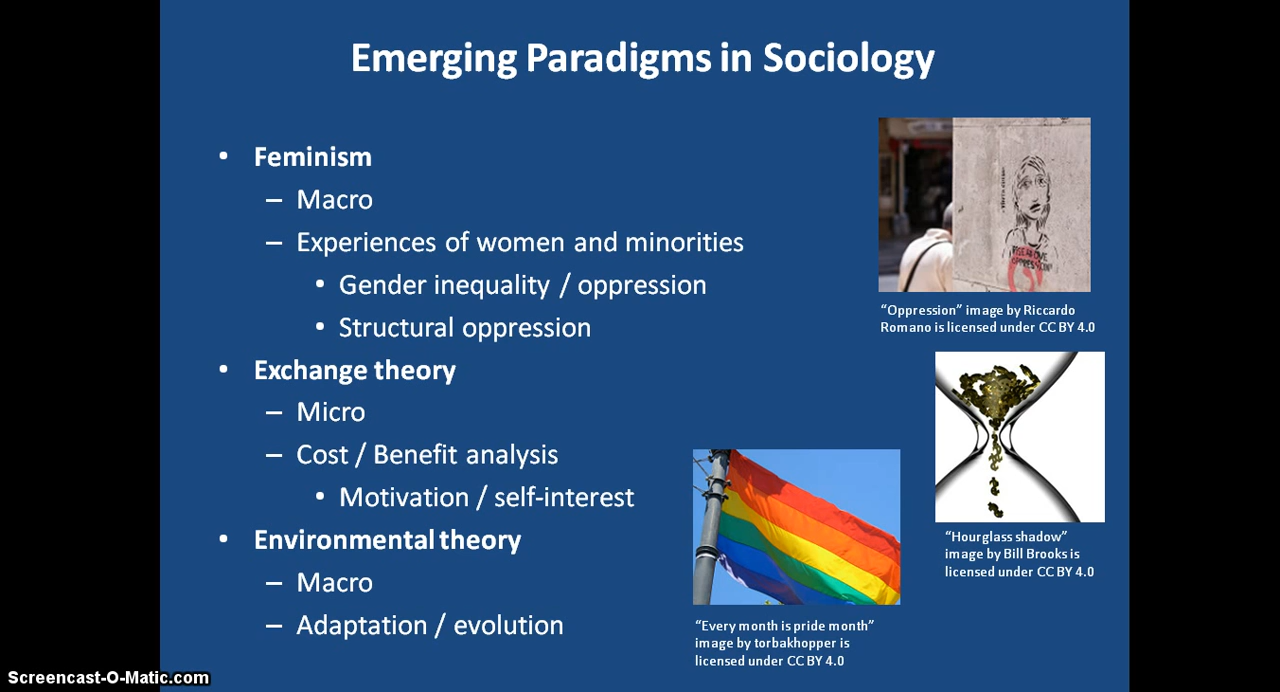 Emerging Paradigms in Sociology
• Feminism
– Macro
– Experiences of women and minorities
• Gender inequality / oppression
• Structural oppression
• Exchange theory
– Micro
– Cost / Benefit analysis
• Motivation / self-interest
• Environmental theory
– Macro
– Adaptation / evolution
RISE ABOVE
OPPRESSION!
“Oppression” image by Riccardo
Romano is licensed under CC BY 4.0
“Hourglass shadow”
image by Bill Brooks is
licensed under CC BY 4.0
“Every month is pride month”
image by torbakhopper is
licensed under CC BY 4.0
Screencast-O-Matic.com